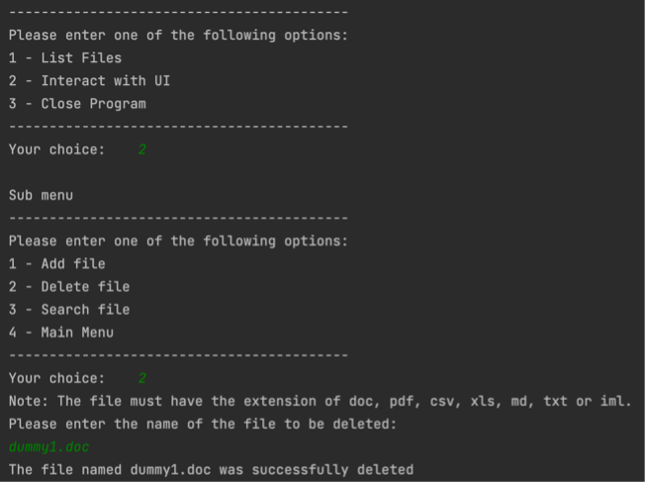 ------------------------------------------
Please enter one of the following options:
1 - List Files
2 - Interact with UI
3 - Close Program
------------------------------------------
Your choice:    2
Sub menu
------------------------------------------
Please enter one of the following options:
1 - Add file
2 - Delete file
3 - Search file
4 - Main Menu
------------------------------------------
Your choice:    2
Note: The file must have the extension of doc, pdf, csv, xls, md, txt or iml.
Please enter the name of the file to be deleted:
dummy1.doc
The file named dummy1.doc was successfully deleted